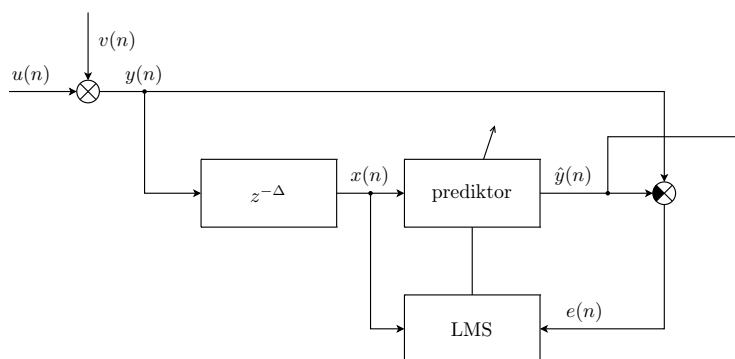 v(n)
u(n)
y(n)
z^{-Δ}
x(n)
prediktor
ŷ(n)
LMS
e(n)